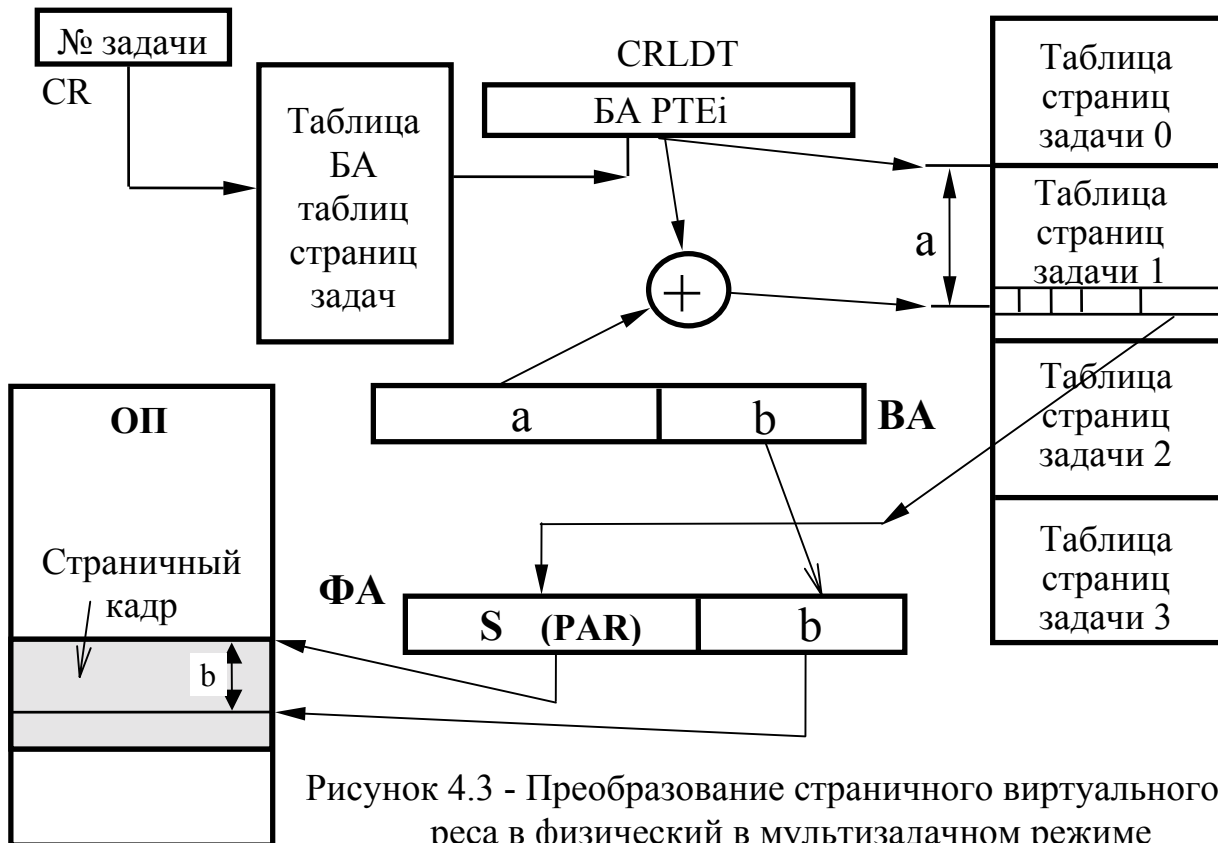 № задачи
CR
CRLDT
БА PTEi
Таблица
БА
таблиц
страниц
задач
Таблица
страниц
задачи 0
Таблица
страниц
задачи 1
a
+
Таблица
страниц
задачи 2
Таблица
страниц
задачи 3
a b ВА
ОП
Страничный
кадр
b
ФА
S (PAR) b
Рисунок 4.3 - Преобразование страничного виртуального
реса в физический в мультизадачном режиме